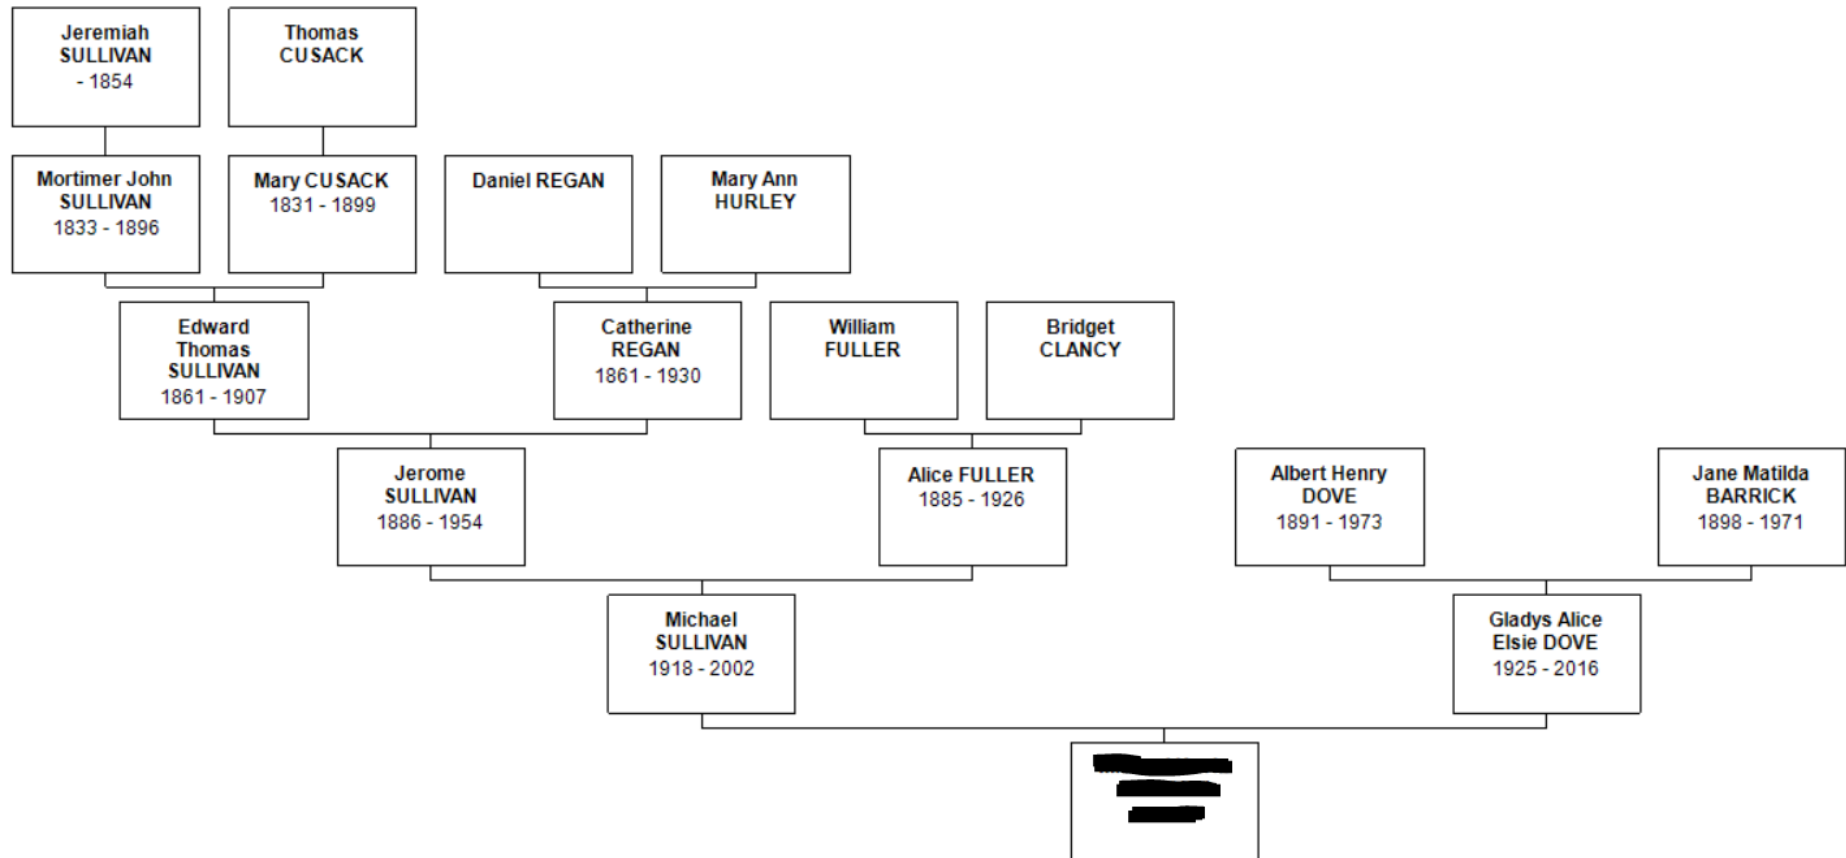 Jeremiah
SULLIVAN
- 1854
Thomas
CUSACK
Mortimer John
SULLIVAN
1833 - 1896
Mary CUSACK
1831 - 1899
Daniel REGAN
Mary Ann
HURLEY
Edward
Thomas
SULLIVAN
1861 - 1907
Catherine
REGAN
1861 - 1930
William
FULLER
Bridget
CLANCY
Jerome
SULLIVAN
1886 - 1954
Alice FULLER
1885 - 1926
Albert Henry
DOVE
1891 - 1973
Jane Matilda
BARRICK
1898 - 1971
Michael
SULLIVAN
1918 - 2002
Gladys Alice
Elsie DOVE
1925 - 2016